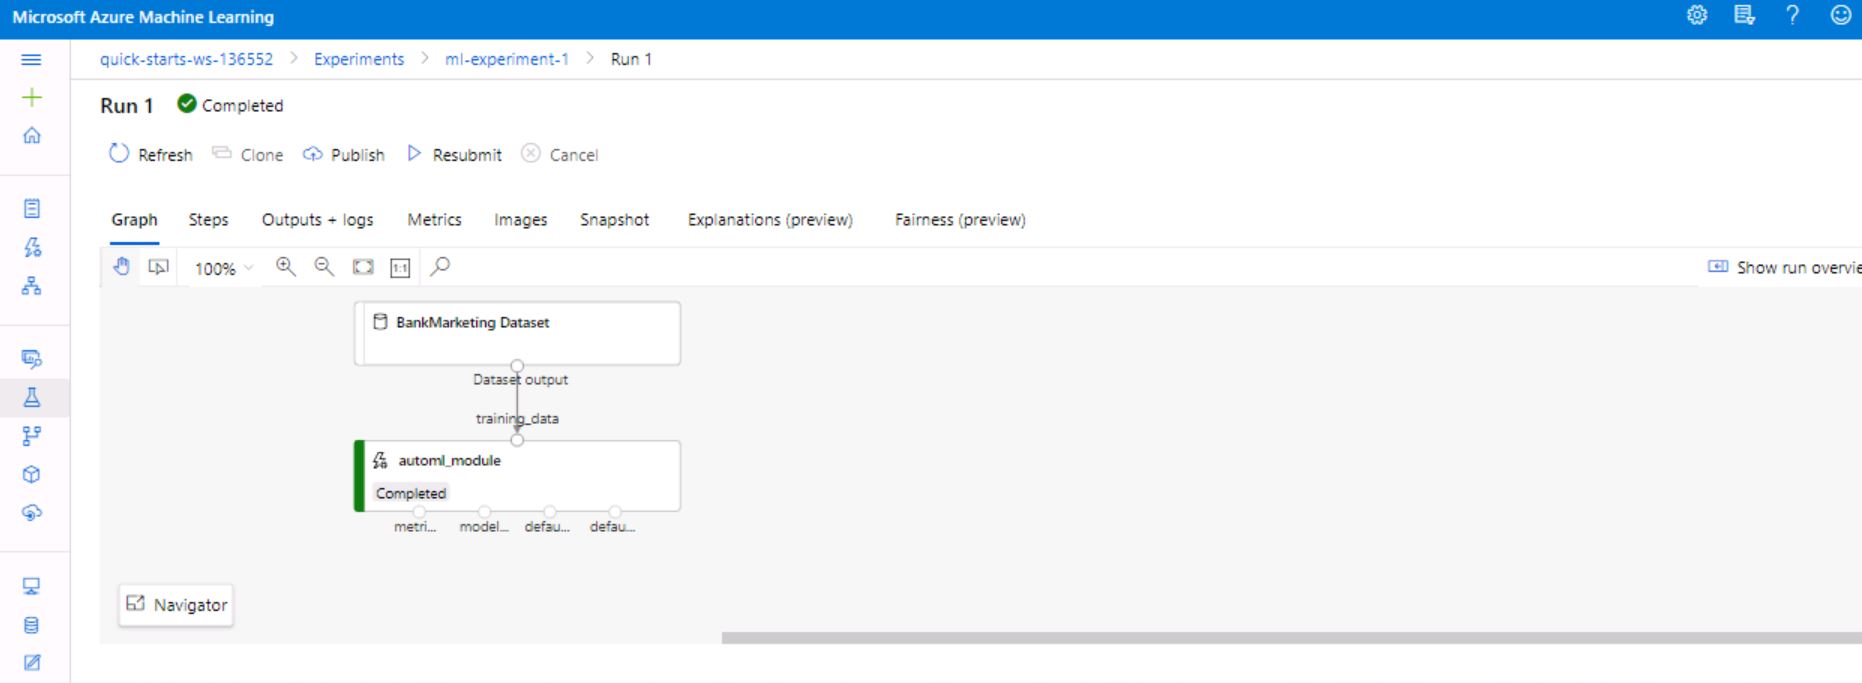 Microsoft Azure Machine Learning
quick-starts-ws-136552 > Experiments > ml-experiment-1 > Run 1
Run 1 Completed
Refresh Clone Publish Resubmit Cancel
Graph Steps Outputs + logs Metrics Images Snapshot Explanations (preview) Fairness (preview)
100% 1:1 Show run overvie
BankMarketing Dataset
Dataset output
training_data
automl_module
Completed
metri... model... defau... defau...
Navigator